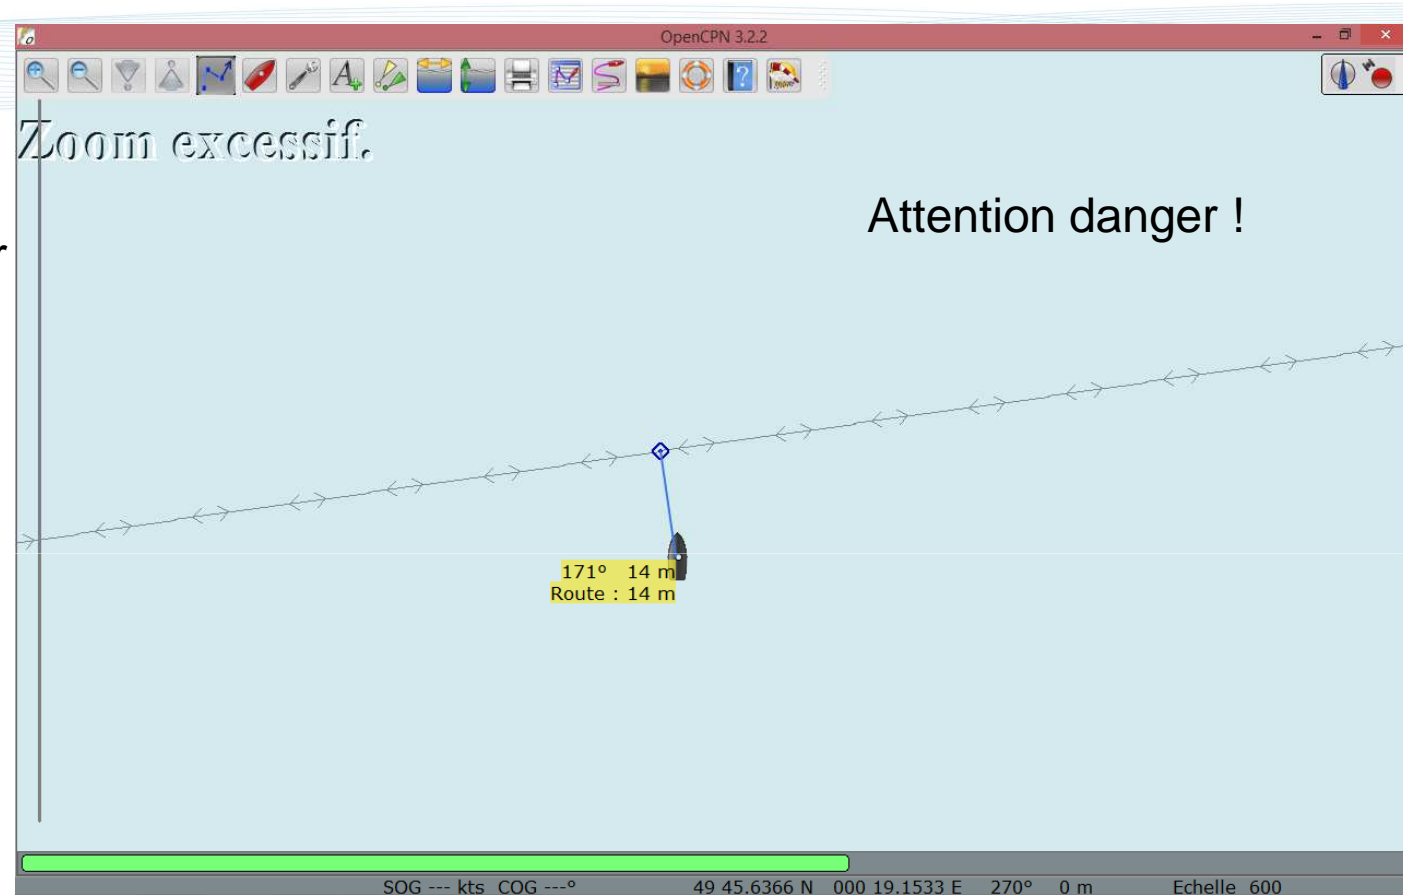 OpenCPN 3.2.2
Zoom excessif.
Attention danger !
r
171° 14 m
Route : 14 m
SOG --- kts COG ---° 49 45.6366 N 000 19.1533 E 270° 0 m Echelle 600